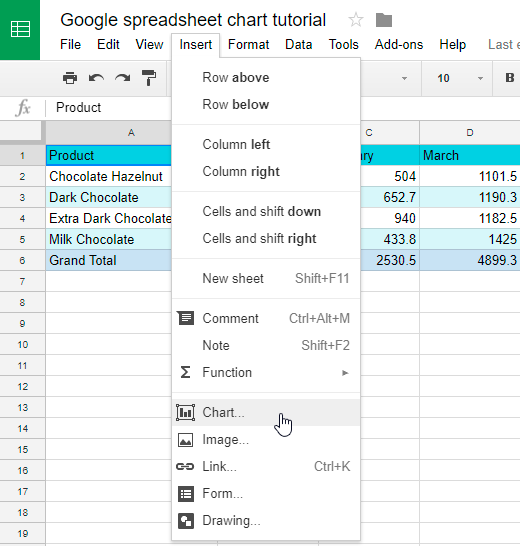 Google spreadsheet chart tutorial
File Edit View Insert Format Data Tools Add-ons Help Last e
10 B
fx Product
A C D
1 Product ry March
2 Chocolate Hazelnut 504 1101.5
3 Dark Chocolate 652.7 1190.3
4 Extra Dark Chocolate 940 1182.5
5 Milk Chocolate 433.8 1425
6 Grand Total 2530.5 4899.3
7
8
9
10
11
12
13
14
15
16
17
18
19
Row above
Row below
Column left
Column right
Cells and shift down
Cells and shift right
New sheet Shift+F11
Comment Ctrl+Alt+M
Note Shift+F2
Σ Function ►
Chart...
Image...
Link... Ctrl+K
Form...
Drawing...